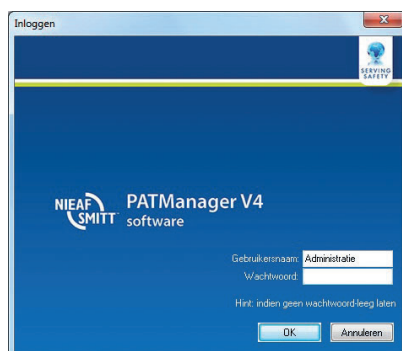 Inloggen
SERVING
SAFETY
NIEAF
SMITT
PATManager V4
software
Gebruikersnaam: Administratie
Wachtwoord:
Hint: indien geen wachtwoord-leeg laten
OK
Annuleren